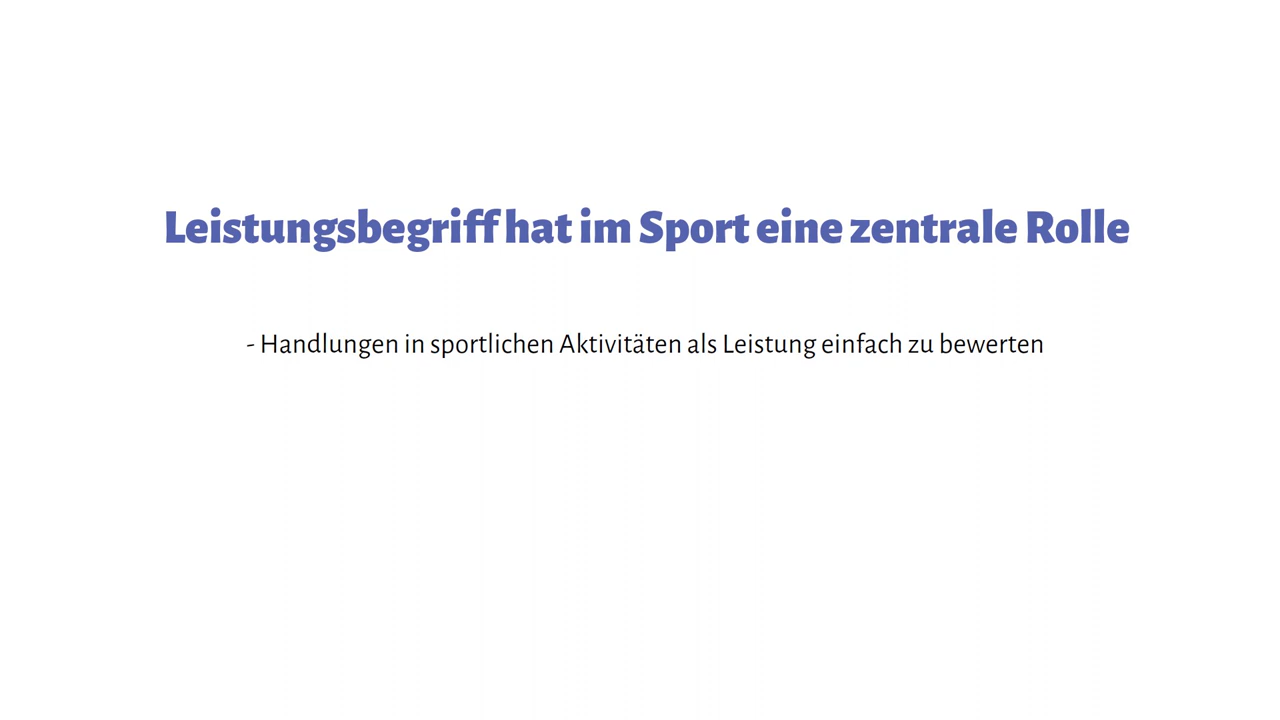 Leistungsbegriff hat im Sport eine zentrale Rolle
- Handlungen in sportlichen Aktivitäten als Leistung einfach zu bewerten